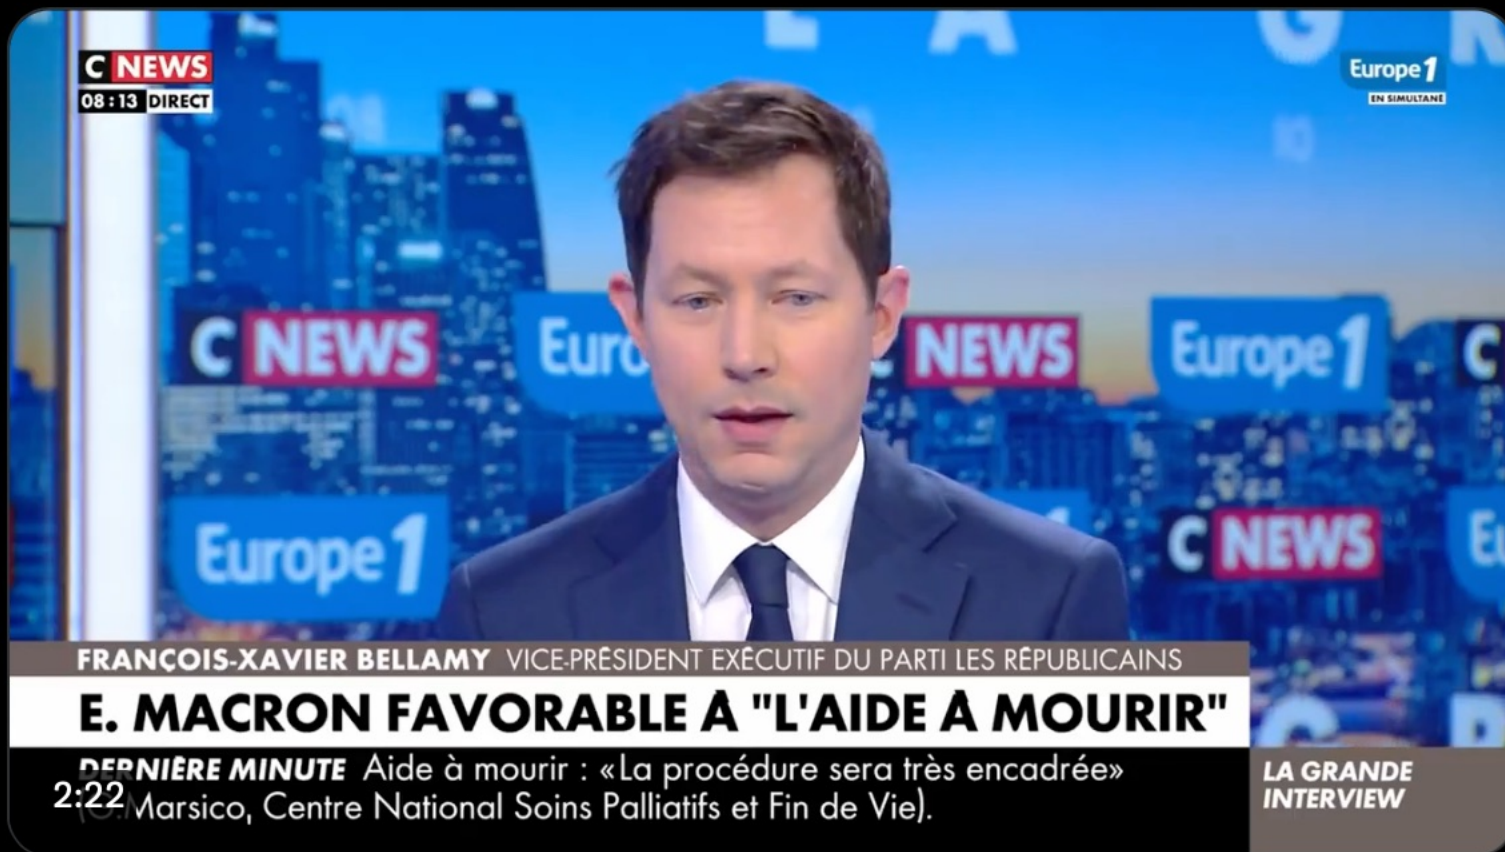 L A G R
C NEWS
08:13 DIRECT
Europe 1
EN SIMULTANÉ
C NEWS
Euro
NEWS
Europe 1
C
Europe 1
C NEWS
FRANÇOIS-XAVIER BELLAMY VICE-PRÉSIDENT EXÉCUTIF DU PARTI LES RÉPUBLICAINS
E. MACRON FAVORABLE À "L'AIDE À MOURIR"
DERNIÈRE MINUTE Aide à mourir : «La procédure sera très encadrée»
2:22
Marsico, Centre National Soins Palliatifs et Fin de Vie).
LA GRANDE
INTERVIEW